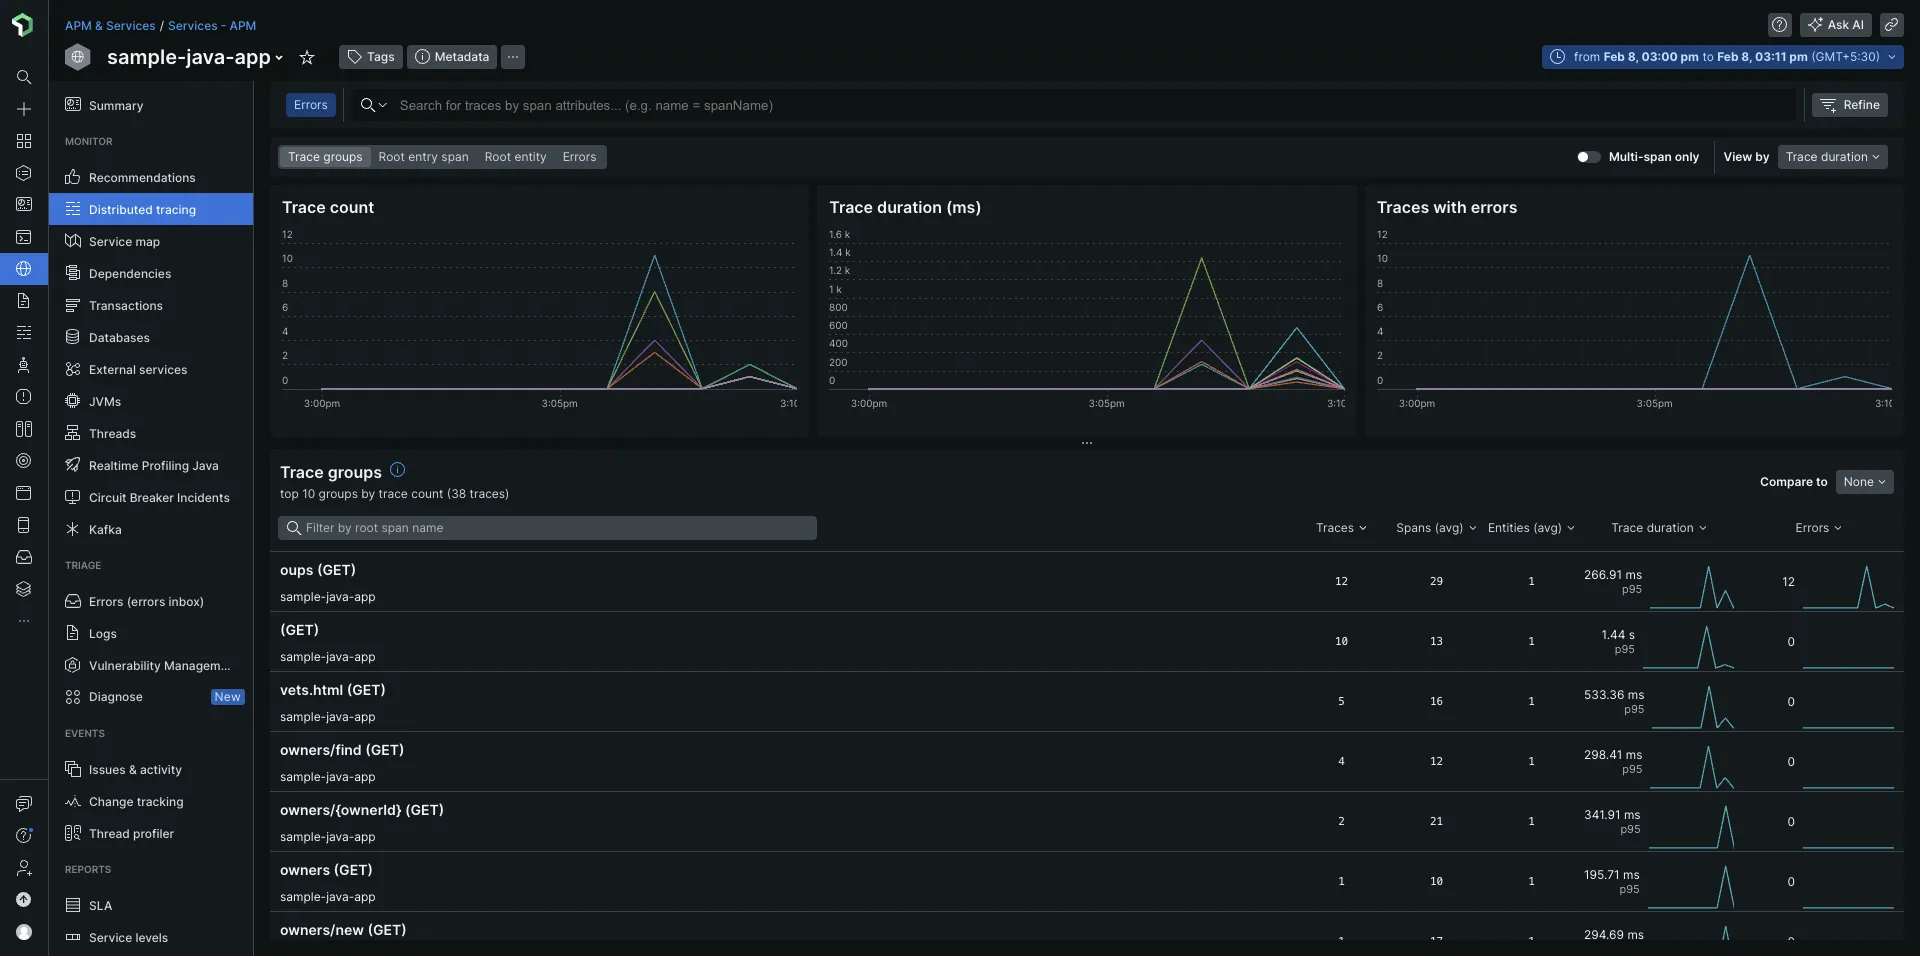 APM & Services / Services - APM
Ask AI
sample-java-app
Tags
Metadata
...
from Feb 8, 03:00 pm to Feb 8, 03:11 pm (GMT+5:30)
Summary
MONITOR
Recommendations
Distributed tracing
Service map
Dependencies
Transactions
Databases
External services
JVMs
Threads
Realtime Profiling Java
Circuit Breaker Incidents
Kafka
TRIAGE
Errors (errors inbox)
Logs
Vulnerability Managem...
Diagnose New
EVENTS
Issues & activity
Change tracking
Thread profiler
REPORTS
SLA
Service levels
Errors
Search for traces by span attributes... (e.g. name = spanName)
Refine
Trace groups Root entry span Root entity Errors
Multi-span only
View by Trace duration
Trace count
12
10
8
6
4
2
0
3:00pm 3:05pm 3:10
Trace duration (ms)
1.6 k
1.4 k
1.2 k
1 k
800
600
400
200
0
3:00pm 3:05pm 3:10
Traces with errors
12
10
8
6
4
2
0
3:00pm 3:05pm 3:10
...
Trace groups
top 10 groups by trace count (38 traces)
Compare to None
Filter by root span name
Traces Spans (avg) Entities (avg) Trace duration Errors
oups (GET)
sample-java-app
12 29 1 266.91 ms 12
p95
(GET)
sample-java-app
10 13 1 1.44 s 0
p95
vets.html (GET)
sample-java-app
5 16 1 533.36 ms 0
p95
owners/find (GET)
sample-java-app
4 12 1 298.41 ms 0
p95
owners/{ownerId} (GET)
sample-java-app
2 21 1 341.91 ms 0
p95
owners (GET)
sample-java-app
1 10 1 195.71 ms 0
p95
owners/new (GET)
1 17 1 294.69 ms 0